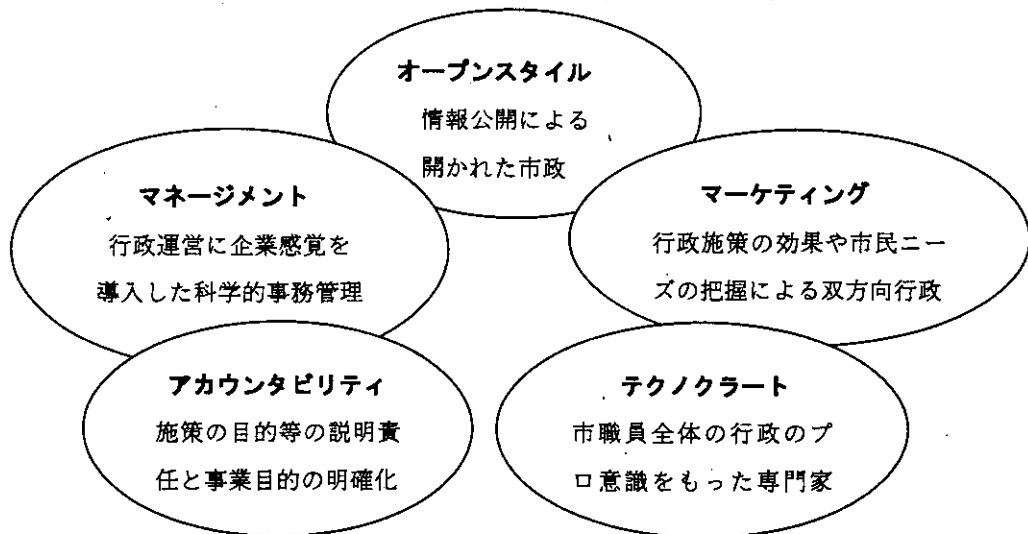 オープンスタイル
情報公開による
開かれた市政
マネージメント
行政運営に企業感覚を
導入した科学的事務管理
マーケティング
行政施策の効果や市民ニー
ズの把握による双方向行政
アカウンタビリティ
施策の目的等の説明責
任と事業目的の明確化
テクノクラート
市職員全体の行政のプ
ロ意識をもった専門家